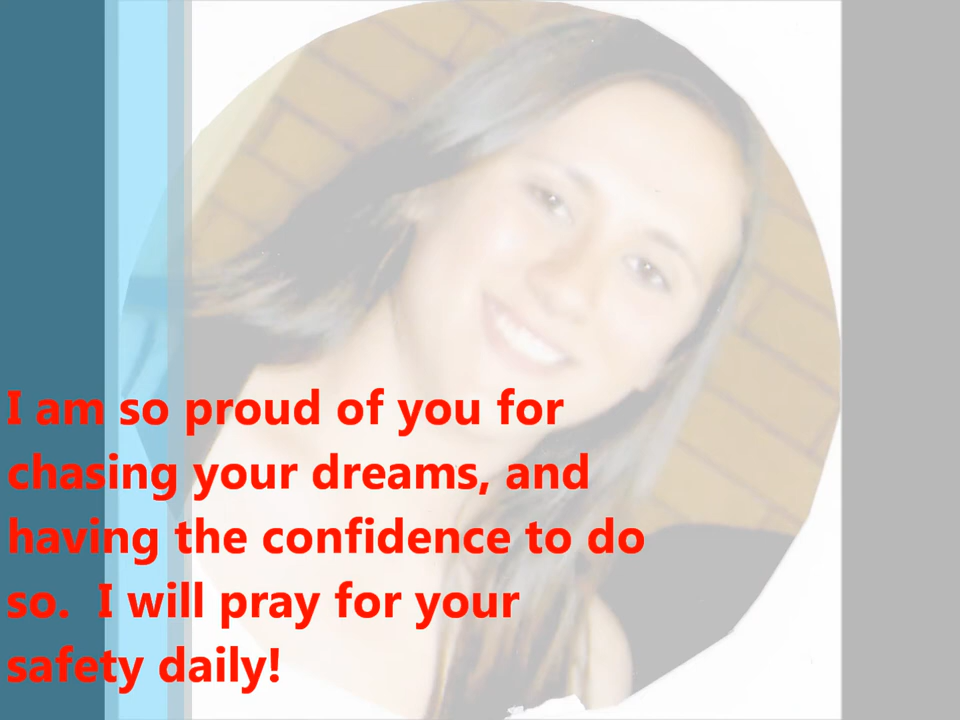 I am so proud of you for
chasing your dreams, and
having the confidence to do
so.  I will pray for your
safety daily!